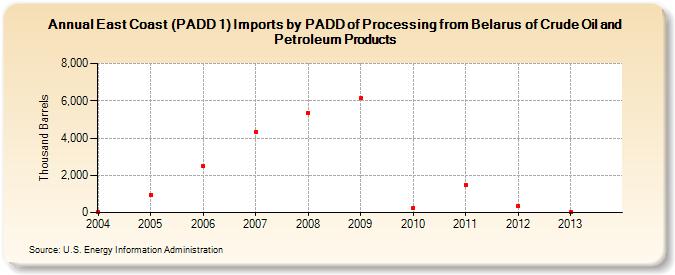 Annual East Coast (PADD 1) Imports by PADD of Processing from Belarus of Crude Oil and
Petroleum Products
Thousand Barrels
8,000
6,000
4,000
2,000
0
2004 2005 2006 2007 2008 2009 2010 2011 2012 2013
Source: U.S. Energy Information Administration